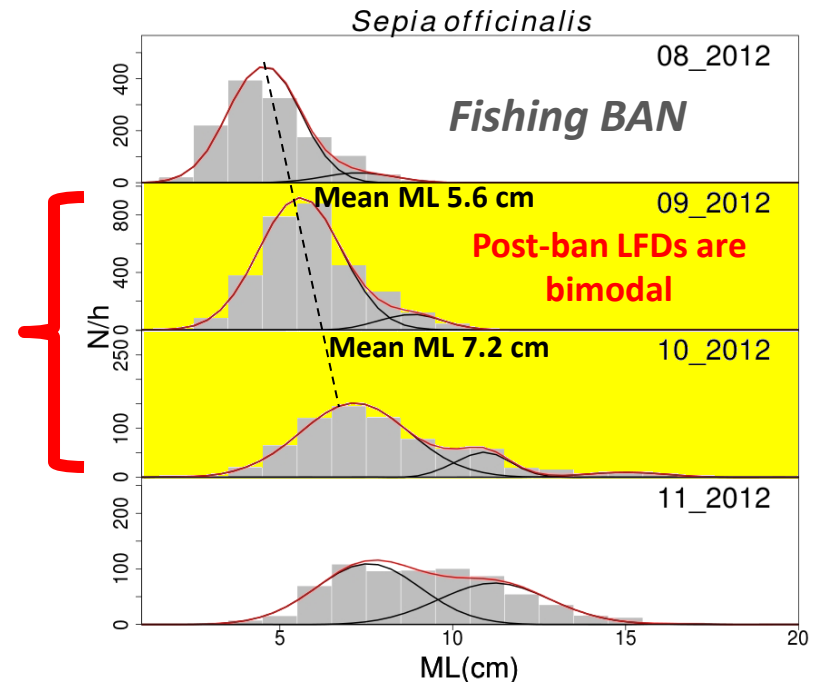 Sepia officinalis
08_2012
400
200
0
Fishing BAN
Mean ML 5.6 cm
09_2012
800
400
0
Post-ban LFDs are
bimodal
N/h
Mean ML 7.2 cm
10_2012
250
100
0
11_2012
200
100
0
5 10 15 20
ML(cm)